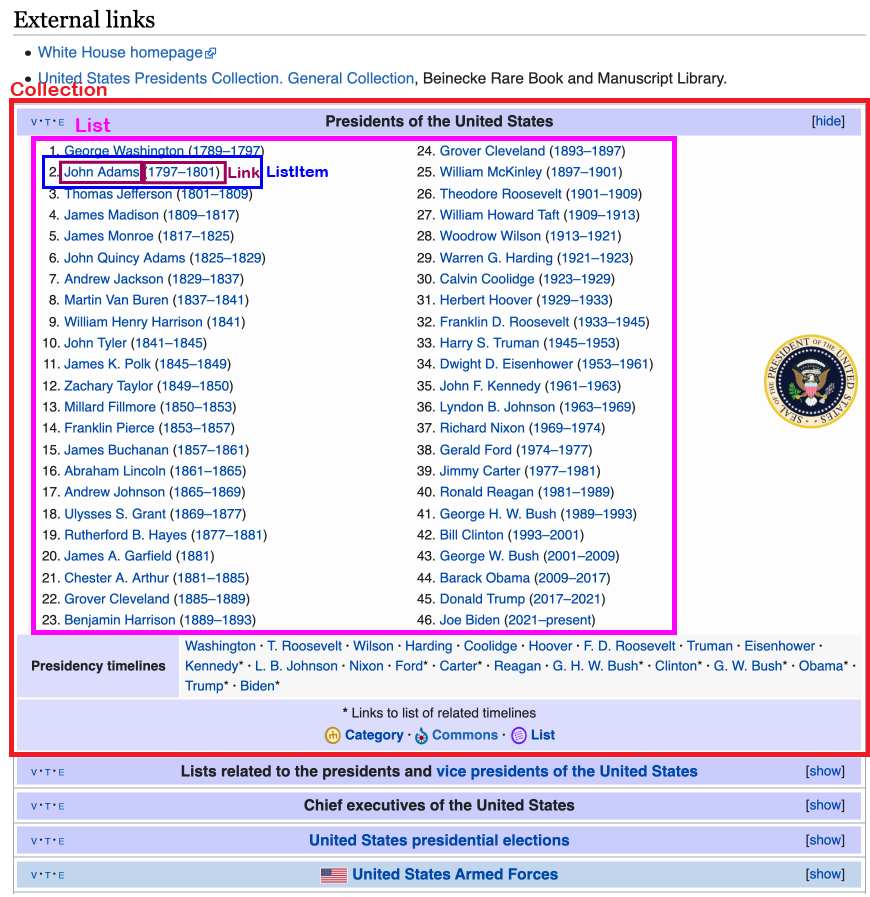 External links
• White House homepage
• United States Presidents Collection. General Collection, Beinecke Rare Book and Manuscript Library.
Collection
V·T·E Presidents of the United States [hide]
List
1. George Washington (1789–1797)
2. John Adams (1797–1801) Link ListItem
3. Thomas Jefferson (1801–1809)
4. James Madison (1809–1817)
5. James Monroe (1817–1825)
6. John Quincy Adams (1825–1829)
7. Andrew Jackson (1829–1837)
8. Martin Van Buren (1837–1841)
9. William Henry Harrison (1841)
10. John Tyler (1841–1845)
11. James K. Polk (1845–1849)
12. Zachary Taylor (1849–1850)
13. Millard Fillmore (1850–1853)
14. Franklin Pierce (1853–1857)
15. James Buchanan (1857–1861)
16. Abraham Lincoln (1861–1865)
17. Andrew Johnson (1865–1869)
18. Ulysses S. Grant (1869–1877)
19. Rutherford B. Hayes (1877–1881)
20. James A. Garfield (1881)
21. Chester A. Arthur (1881–1885)
22. Grover Cleveland (1885–1889)
23. Benjamin Harrison (1889–1893)
24. Grover Cleveland (1893–1897)
25. William McKinley (1897–1901)
26. Theodore Roosevelt (1901–1909)
27. William Howard Taft (1909–1913)
28. Woodrow Wilson (1913–1921)
29. Warren G. Harding (1921–1923)
30. Calvin Coolidge (1923–1929)
31. Herbert Hoover (1929–1933)
32. Franklin D. Roosevelt (1933–1945)
33. Harry S. Truman (1945–1953)
34. Dwight D. Eisenhower (1953–1961)
35. John F. Kennedy (1961–1963)
36. Lyndon B. Johnson (1963–1969)
37. Richard Nixon (1969–1974)
38. Gerald Ford (1974–1977)
39. Jimmy Carter (1977–1981)
40. Ronald Reagan (1981–1989)
41. George H. W. Bush (1989–1993)
42. Bill Clinton (1993–2001)
43. George W. Bush (2001–2009)
44. Barack Obama (2009–2017)
45. Donald Trump (2017–2021)
46. Joe Biden (2021–present)
SEAL OF THE PRESIDENT OF THE UNITED STATES
Presidency timelines
Washington · T. Roosevelt · Wilson · Harding · Coolidge · Hoover · F. D. Roosevelt · Truman · Eisenhower ·
Kennedy* · L. B. Johnson · Nixon · Ford* · Carter* · Reagan · G. H. W. Bush* · Clinton* · G. W. Bush* · Obama* ·
Trump* · Biden*
* Links to list of related timelines
Category · Commons · List
V·T·E Lists related to the presidents and vice presidents of the United States [show]
V·T·E Chief executives of the United States [show]
V·T·E United States presidential elections [show]
V·T·E United States Armed Forces [show]